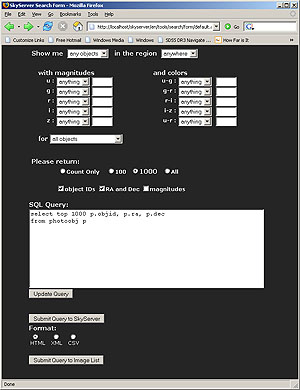 SkyServer Search Form - Mozilla Firefox
File Edit View Go Bookmarks Tools Help
http://localhost/skyserver/en/tools/search/form/default.
Customize Links Free Hotmail Windows Media Windows SDSS DR3 Navigate T... How Far is It
Show me any objects in the region anywhere
with magnitudes and colors
u : anything u-g : anything
g : anything g-r : anything
r : anything r-i : anything
i : anything i-z : anything
z : anything u-r : anything
for all objects
Please return:
Count Only 100 1000 All
object IDs RA and Dec magnitudes
SQL Query:
select top 1000 p.objid, p.ra, p.dec
from photoobj p
Update Query
Submit Query to SkyServer
Format:
HTML XML CSV
Submit Query to Image List
Done